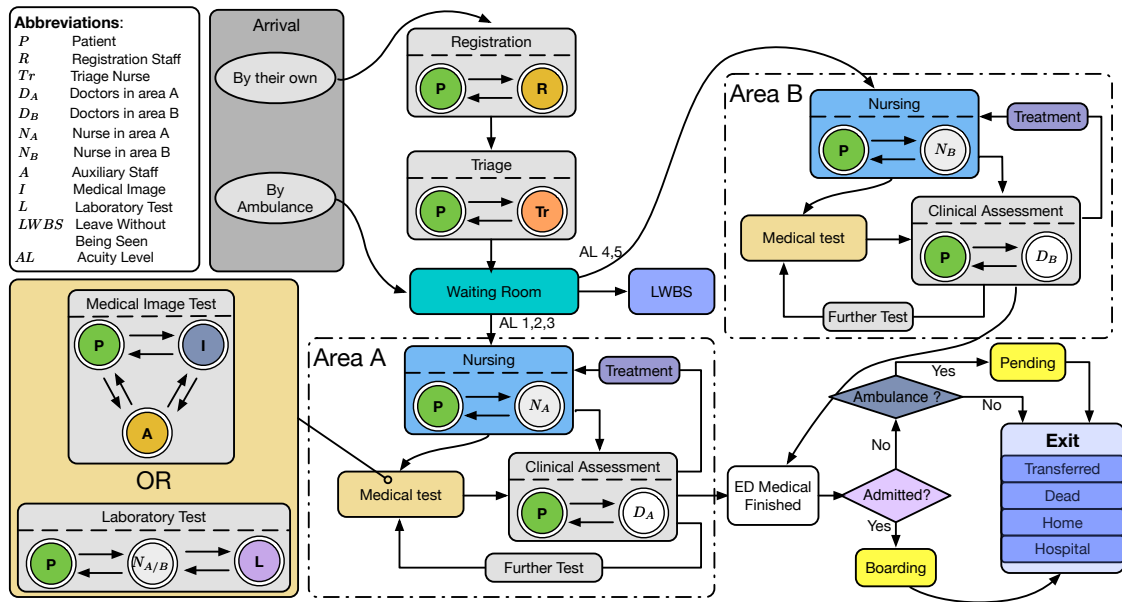 Abbreviations:
P Patient
R Registration Staff
Tr Triage Nurse
D_A Doctors in area A
D_B Doctors in area B
N_A Nurse in area A
N_B Nurse in area B
A Auxiliary Staff
I Medical Image
L Laboratory Test
LWBS Leave Without
Being Seen
AL Acuity Level
Arrival
By their own
By
Ambulance
Registration
P
R
Triage
P
Tr
AL 4,5
Waiting Room
LWBS
AL 1,2,3
Area B
Nursing
P
N_B
Treatment
Medical test
Clinical Assessment
P
D_B
Further Test
Medical Image Test
P
I
A
OR
Laboratory Test
P
N_A/B
L
Area A
Nursing
P
N_A
Treatment
Medical test
Clinical Assessment
P
D_A
Further Test
ED Medical
Finished
Admitted?
No
Yes
Boarding
Ambulance ?
Yes
No
Pending
Exit
Transferred
Dead
Home
Hospital